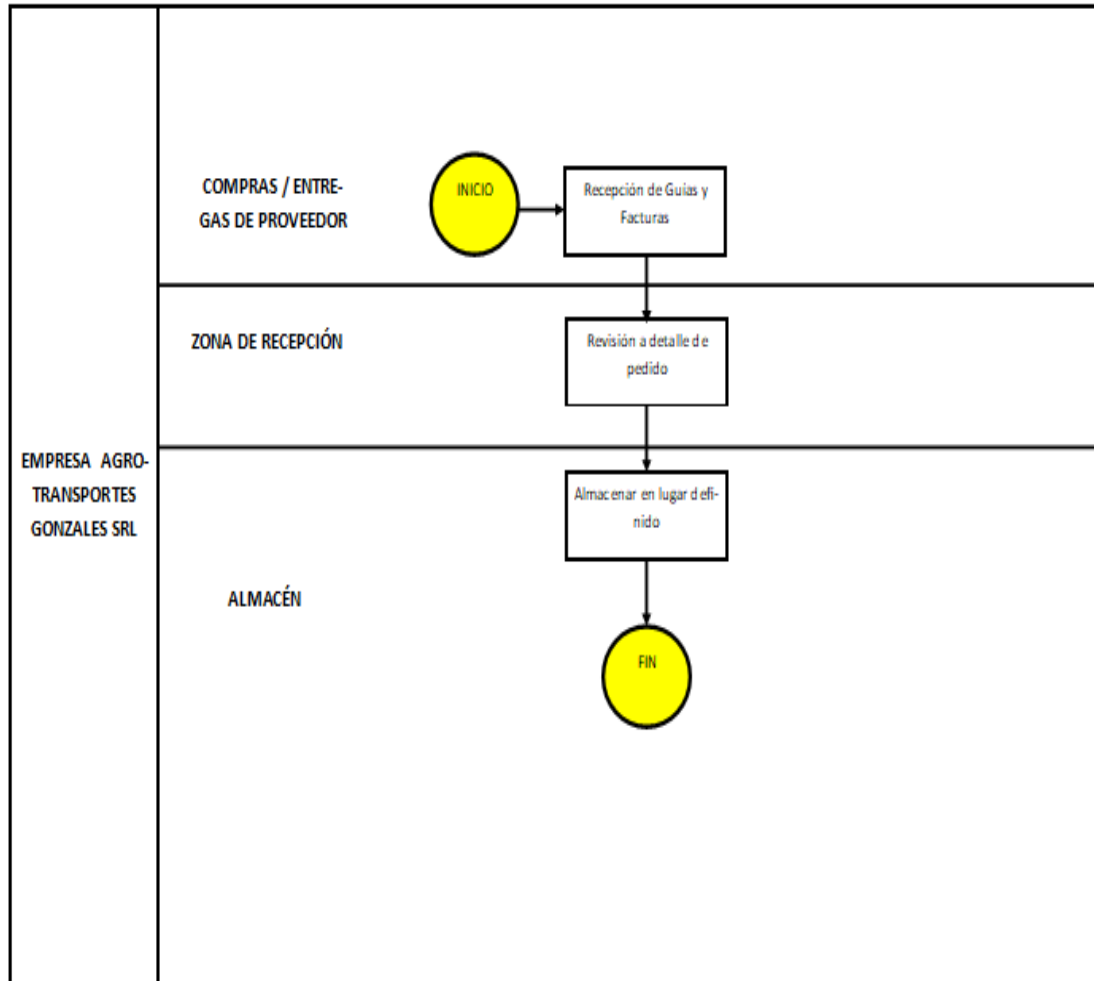 COMPRAS / ENTRE-
GAS DE PROVEEDOR
INICIO
Recepción de Guías y
Facturas
ZONA DE RECEPCIÓN
Revisión a detalle de
pedido
EMPRESA AGRO-
TRANSPORTES
GONZALES SRL
Almacenar en lugar defi-
nido
ALMACÉN
FIN